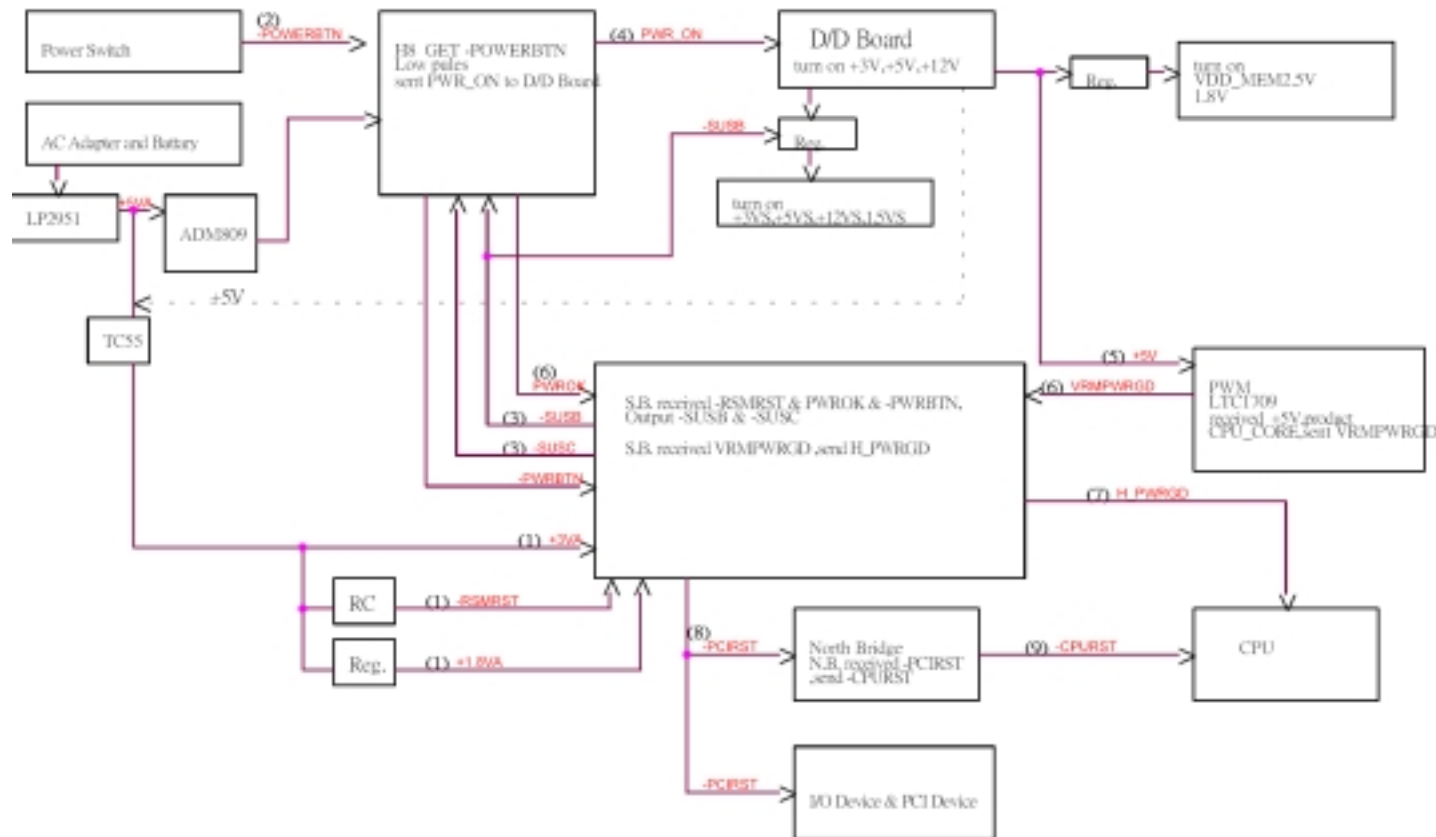 (2)
-POWERBTN
Power Switch
H8 GET -POWERBTN
Low pules
sent PWR_ON to D/D Board
(4) PWR_ON
D/D Board
turn on +3V,+5V,+12V
Reg.
turn on
VDD_MEM2.5V
1.8V
AC Adapter and Battary
-SUSB
Reg.
turn on
+3VS,+5VS,+12VS,1.5VS
LP2951
+5VA
ADM809
+5V
TC55
(5) +5V
(6)
PWROK
(6) VRMPWRGD
PWM
LTC1709
received +5V,product
CPU_CORE,sent VRMPWRGD
S.B. received -RSMRST & PWROK & -PWRBTN,
Output -SUSB & -SUSC
S.B. received VRMPWRGD ,send H_PWRGD
(3) -SUSB
(3) -SUSC
-PWRBTN
(7) H_PWRGD
(1) +3VA
RC
(1) -RSMRST
Reg.
(1) +1.8VA
(8)
-PCIRST
North Bridge
N.B. received -PCIRST
,send -CPURST
(9) -CPURST
CPU
-PCIRST
I/O Device & PCI Device